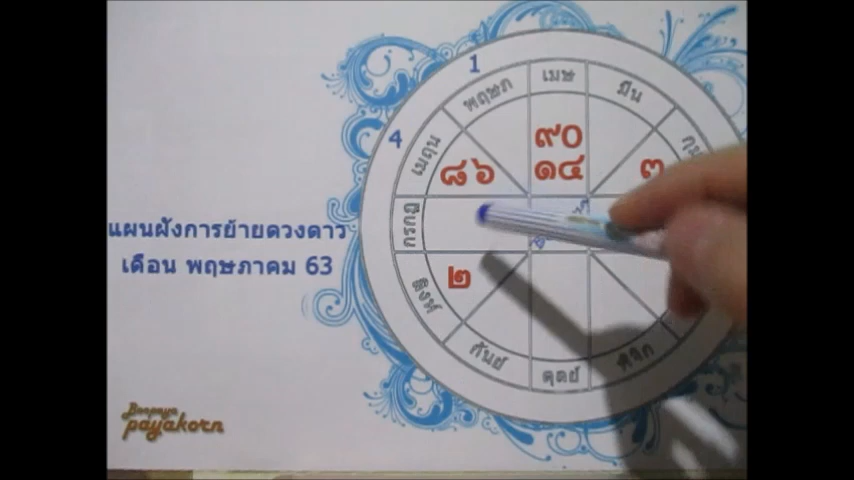 แผนผังการย้ายดวงดาว
เดือน พฤษภาคม 63
1
4
เมษ
พฤษภ
มีน
เมถุน
๙๐
๑๔
๘๖
๓
กรกฎ
สิงห์
๒
กันย์
ตุลย์
พิจิก
Boonpaya
payakorn